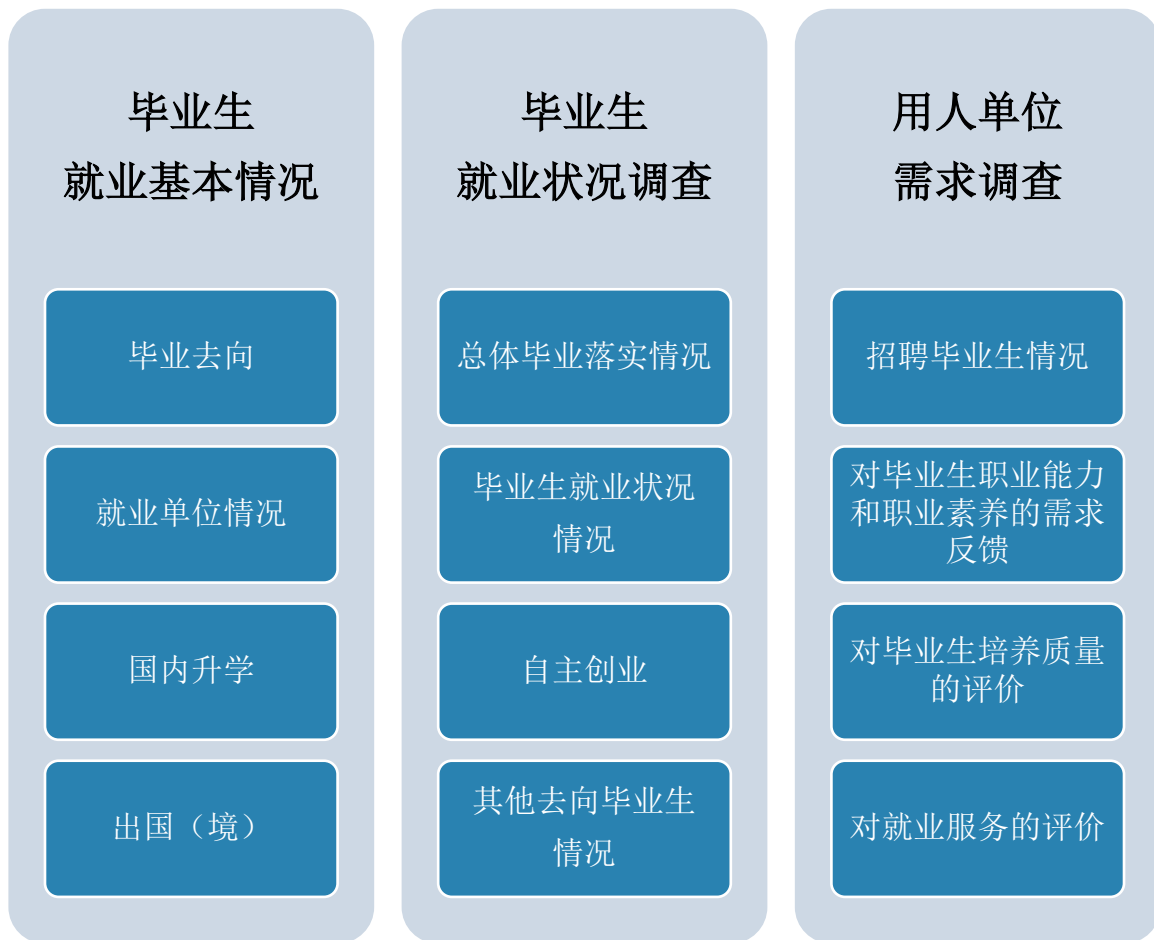 毕业生
就业基本情况
毕业去向
就业单位情况
国内升学
出国（境）
毕业生
就业状况调查
总体毕业落实情况
毕业生就业状况
情况
自主创业
其他去向毕业生
情况
用人单位
需求调查
招聘毕业生情况
对毕业生职业能力
和职业素养的需求
反馈
对毕业生培养质量
的评价
对就业服务的评价